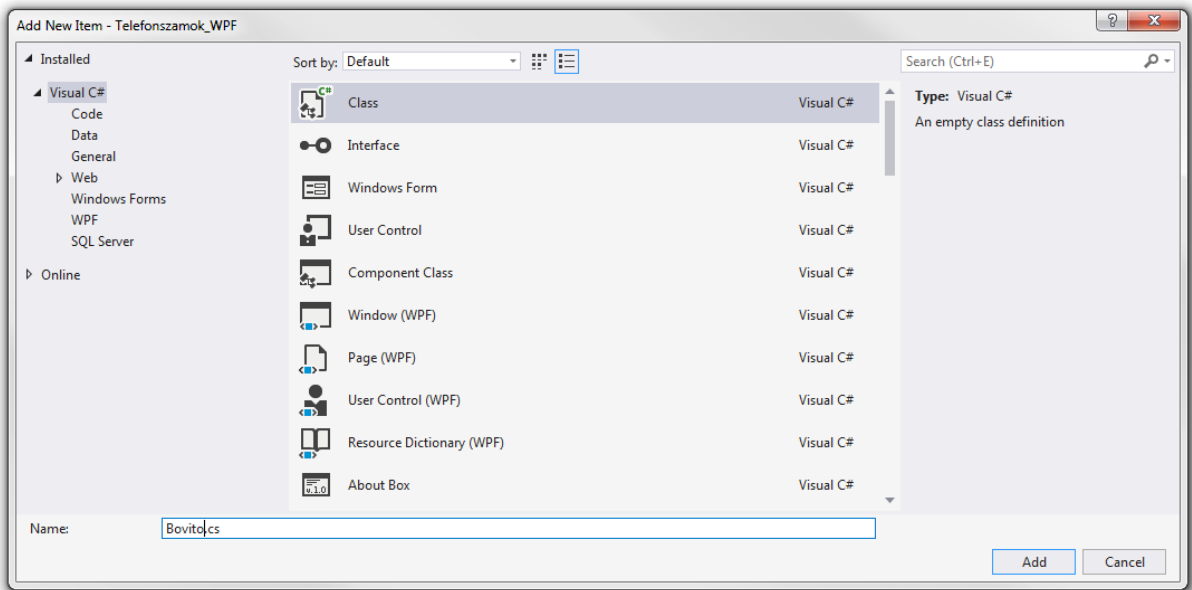 Add New Item - Telefonszamok_WPF
Installed
Visual C#
Code
Data
General
Web
Windows Forms
WPF
SQL Server
Online
Sort by: Default
Class Visual C#
Interface Visual C#
Windows Form Visual C#
User Control Visual C#
Component Class Visual C#
Window (WPF) Visual C#
Page (WPF) Visual C#
User Control (WPF) Visual C#
Resource Dictionary (WPF) Visual C#
About Box Visual C#
Search (Ctrl+E)
Type: Visual C#
An empty class definition
Name: Bovito.cs
Add Cancel